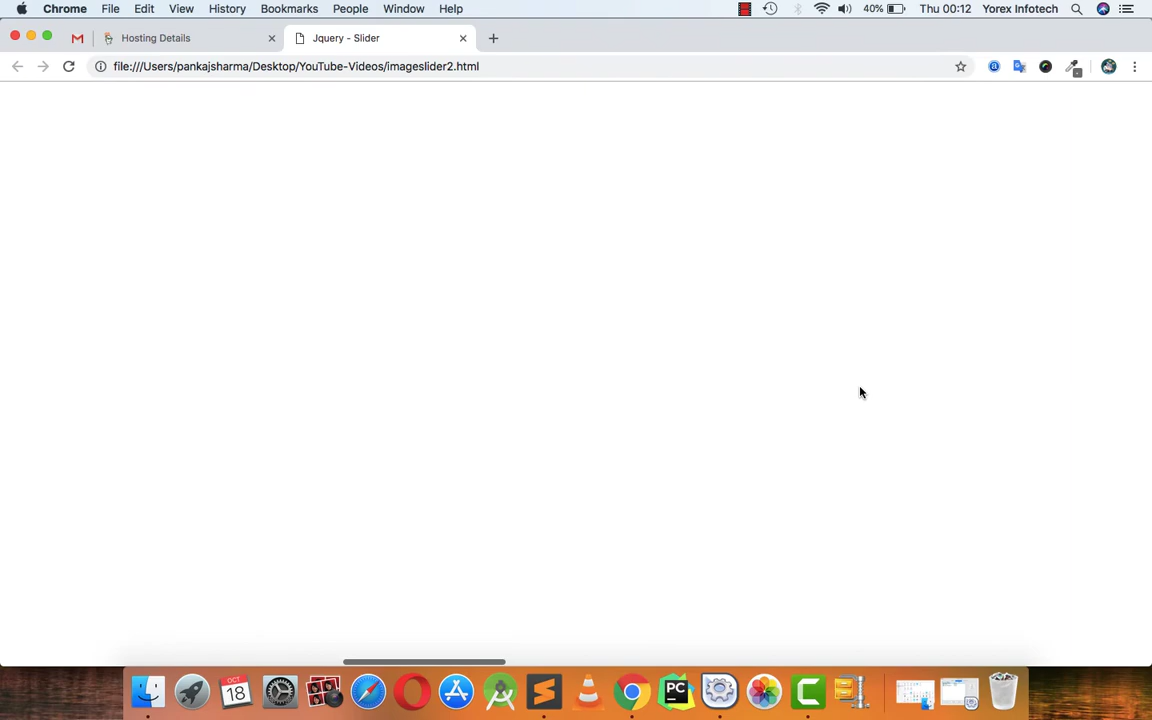 Chrome File Edit View History Bookmarks People Window Help 40% Thu 00:12 Yorex Infotech
Hosting Details Jquery - Slider
file:///Users/pankajsharma/Desktop/YouTube-Videos/imageslider2.html
OCT
18
PC